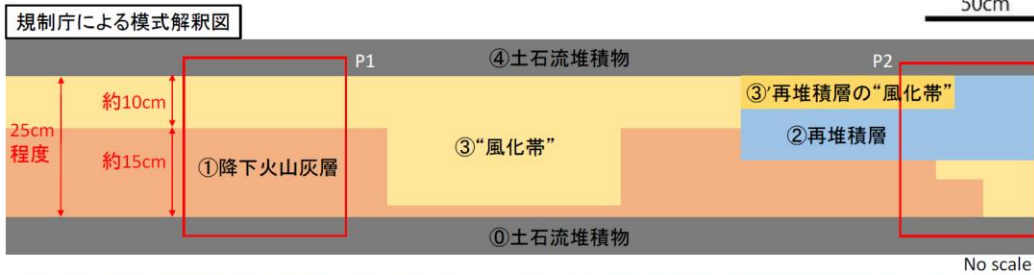 50cm
規制庁による模式解釈図
P1
④土石流堆積物
P2
約10cm
③’再堆積層の“風化帯”
25cm
程度
約15cm
①降下火山灰層
③“風化帯”
②再堆積層
⓪土石流堆積物
No scale